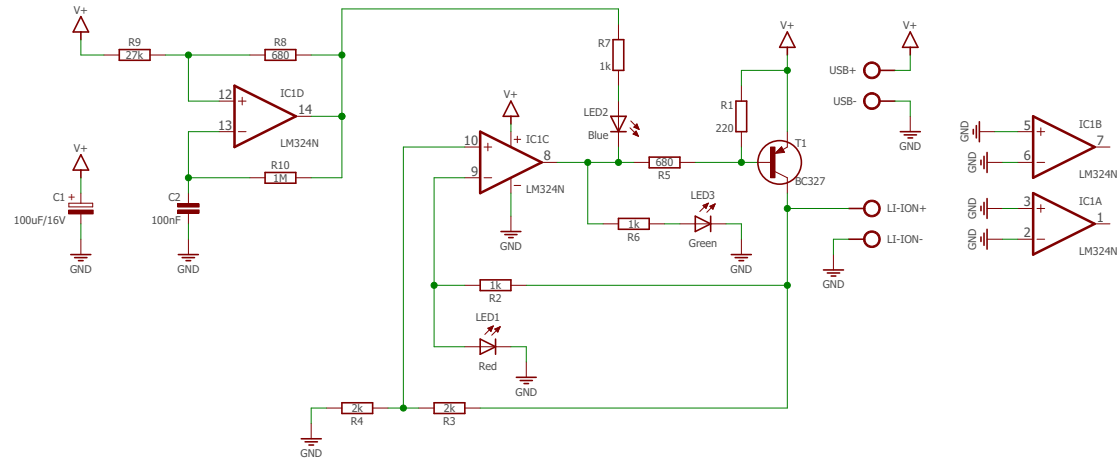 V+
R9
27k
R8
680
12
+
IC1D
14
13
−
LM324N
R10
1M
V+
C1
+
100uF/16V
GND
C2
100nF
GND
V+
10
+
+
IC1C
8
9
−
−
LM324N
GND
R7
1k
LED2
Blue
680
R5
1k
R6
LED3
Green
GND
V+
R1
220
T1
BC327
USB+
V+
USB-
GND
LI-ION+
LI-ION-
GND
GND
5
+
IC1B
7
GND
6
−
LM324N
GND
3
+
IC1A
1
GND
2
−
LM324N
1k
R2
LED1
Red
GND
2k
R4
2k
R3
GND